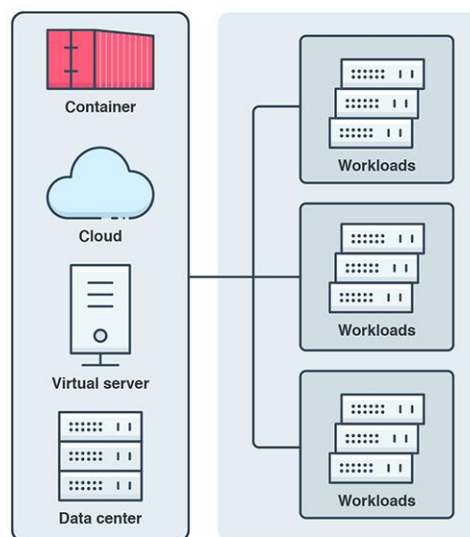 Container
Cloud
Virtual server
Data center
Workloads
Workloads
Workloads